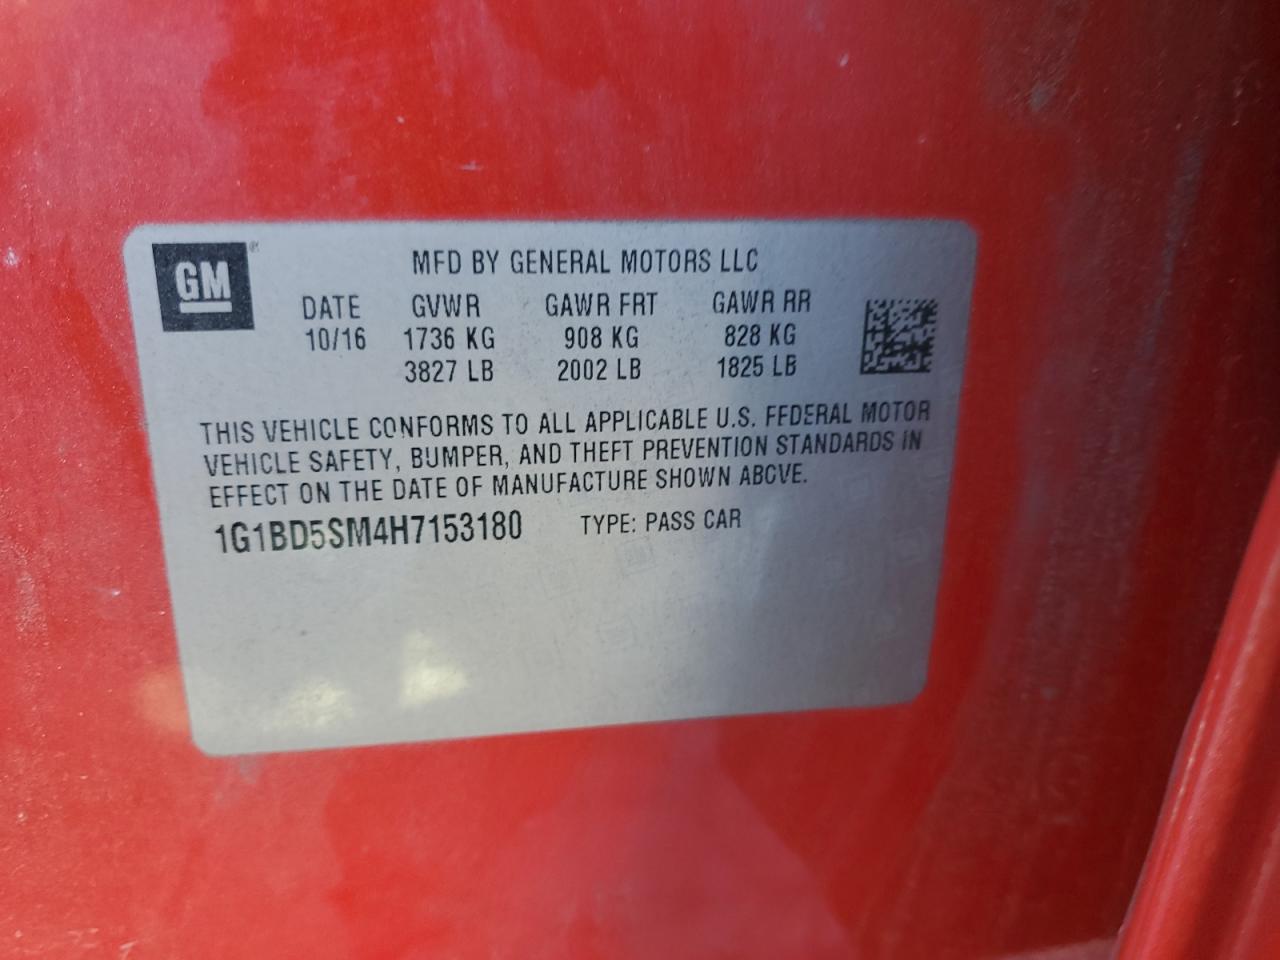 GM®
MFD BY GENERAL MOTORS LLC
DATE GVWR GAWR FRT GAWR RR
10/16 1736 KG 908 KG 828 KG
3827 LB 2002 LB 1825 LB
THIS VEHICLE CONFORMS TO ALL APPLICABLE U.S. FEDERAL MOTOR
VEHICLE SAFETY, BUMPER, AND THEFT PREVENTION STANDARDS IN
EFFECT ON THE DATE OF MANUFACTURE SHOWN ABOVE.
1G1BD5SM4H7153180 TYPE: PASS CAR